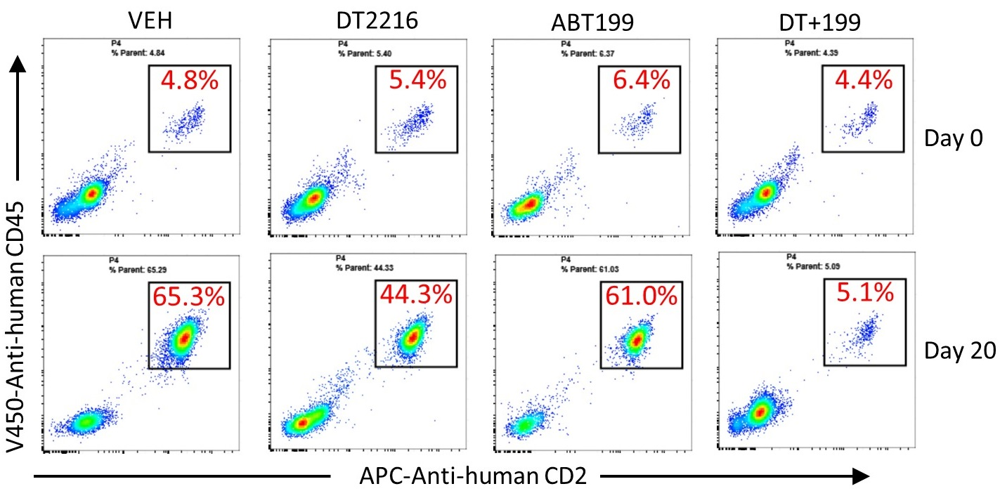 VEH DT2216 ABT199 DT+199
P4
% Parent: 4.84
4.8%
P4
% Parent: 5.40
5.4%
P4
% Parent: 6.37
6.4%
P4
% Parent: 4.39
4.4%
Day 0
P4
% Parent: 65.29
65.3%
P4
% Parent: 44.33
44.3%
P4
% Parent: 61.03
61.0%
P4
% Parent: 5.09
5.1%
Day 20
V450-Anti-human CD45
APC-Anti-human CD2